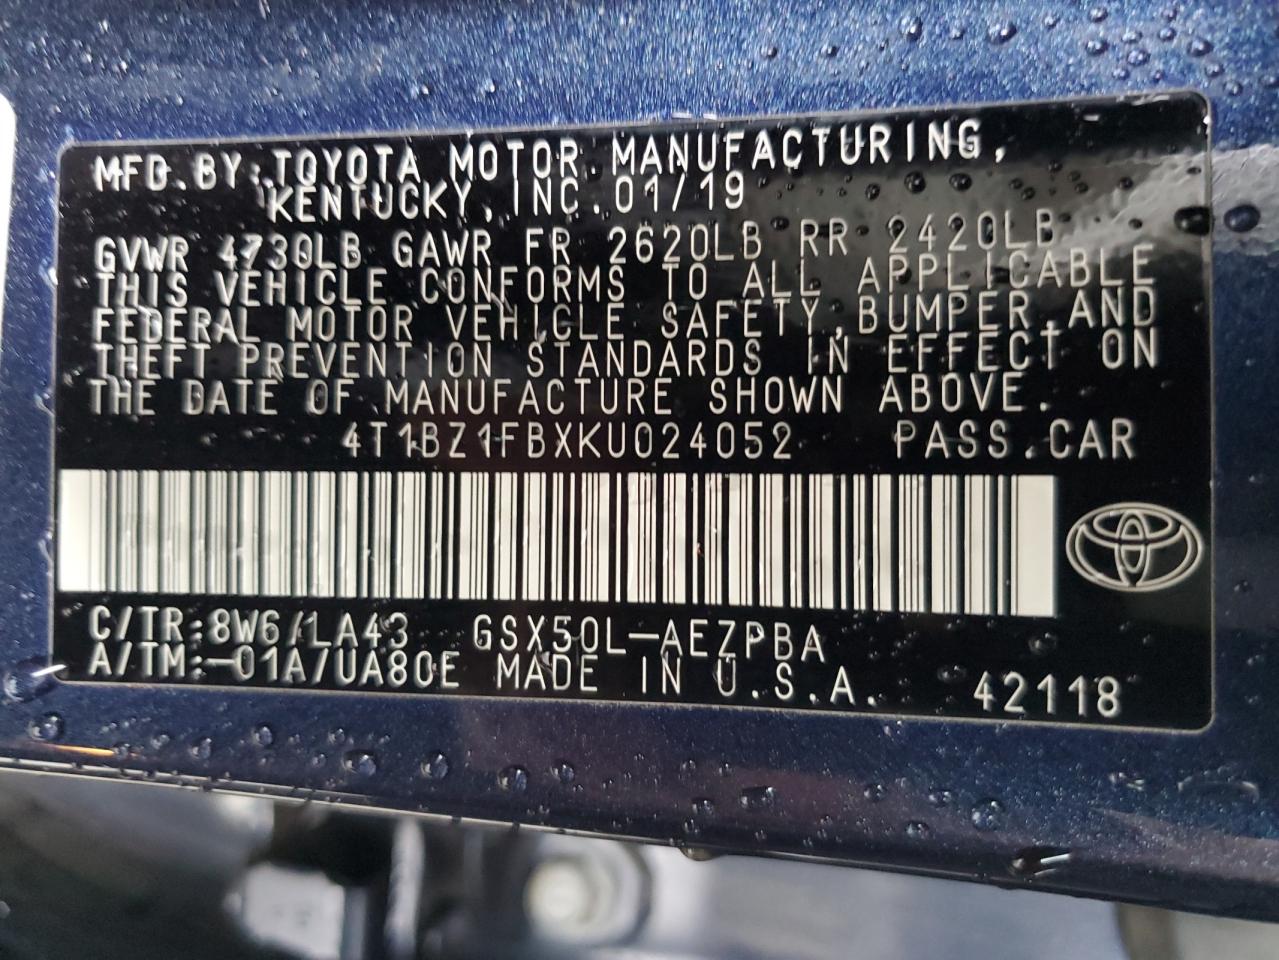 MFD. BY: TOYOTA MOTOR MANUFACTURING,
KENTUCKY, INC. 01/19
GVWR 4730LB GAWR FR 2620LB RR 2420LB
THIS VEHICLE CONFORMS TO ALL APPLICABLE
FEDERAL MOTOR VEHICLE SAFETY, BUMPER, AND
THEFT PREVENTION STANDARDS IN EFFECT ON
THE DATE OF MANUFACTURE SHOWN ABOVE.
4T1BZ1FBXKU024052 PASS.CAR
C/TR:8W6/LA43 GSX50L-AEZPBA
A/TM:-01A/UA80E MADE IN U.S.A. 42118